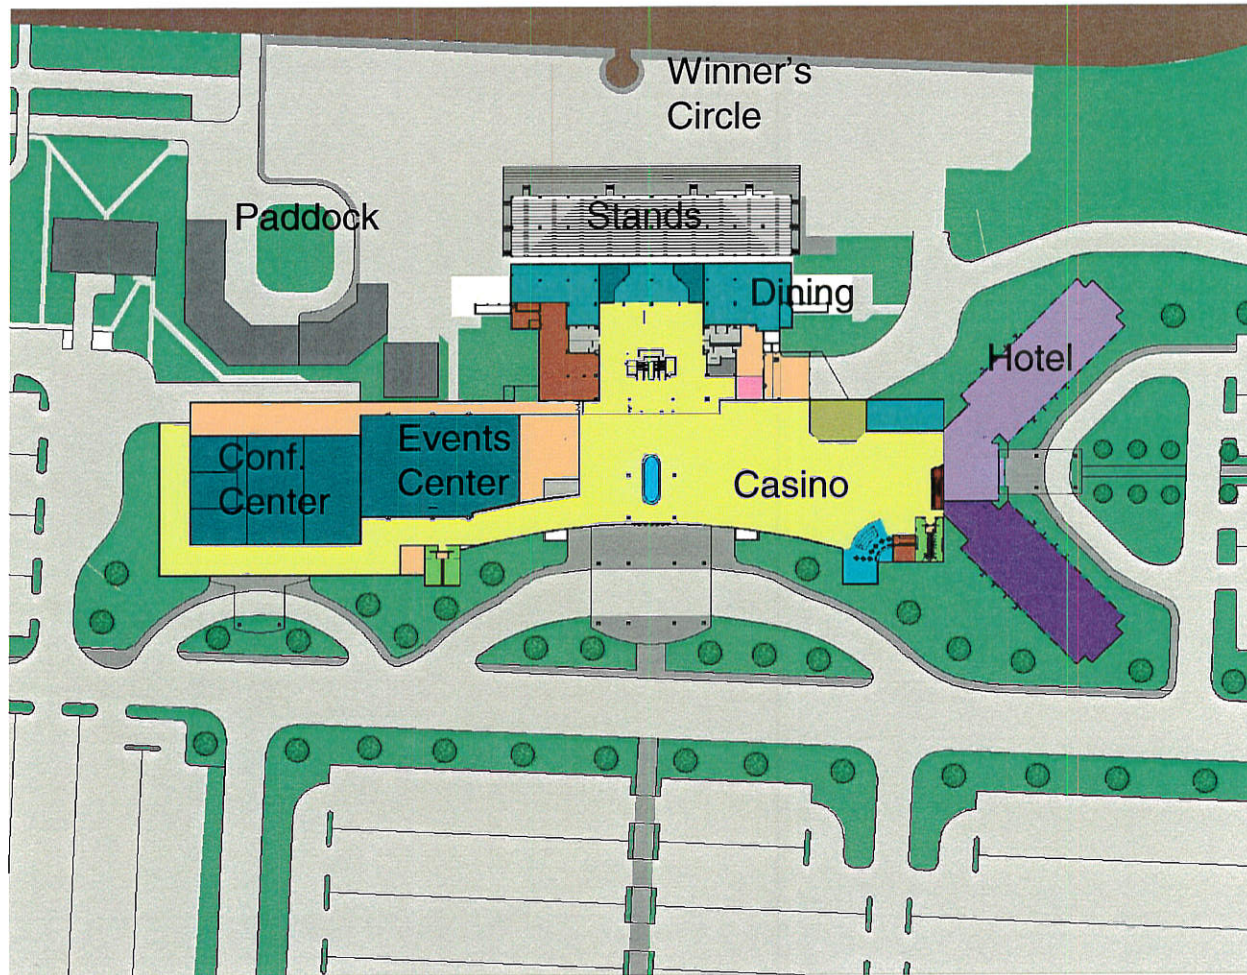 Winner's
Circle
Paddock
Stands
Dining
Hotel
Conf.
Center
Events
Center
Casino